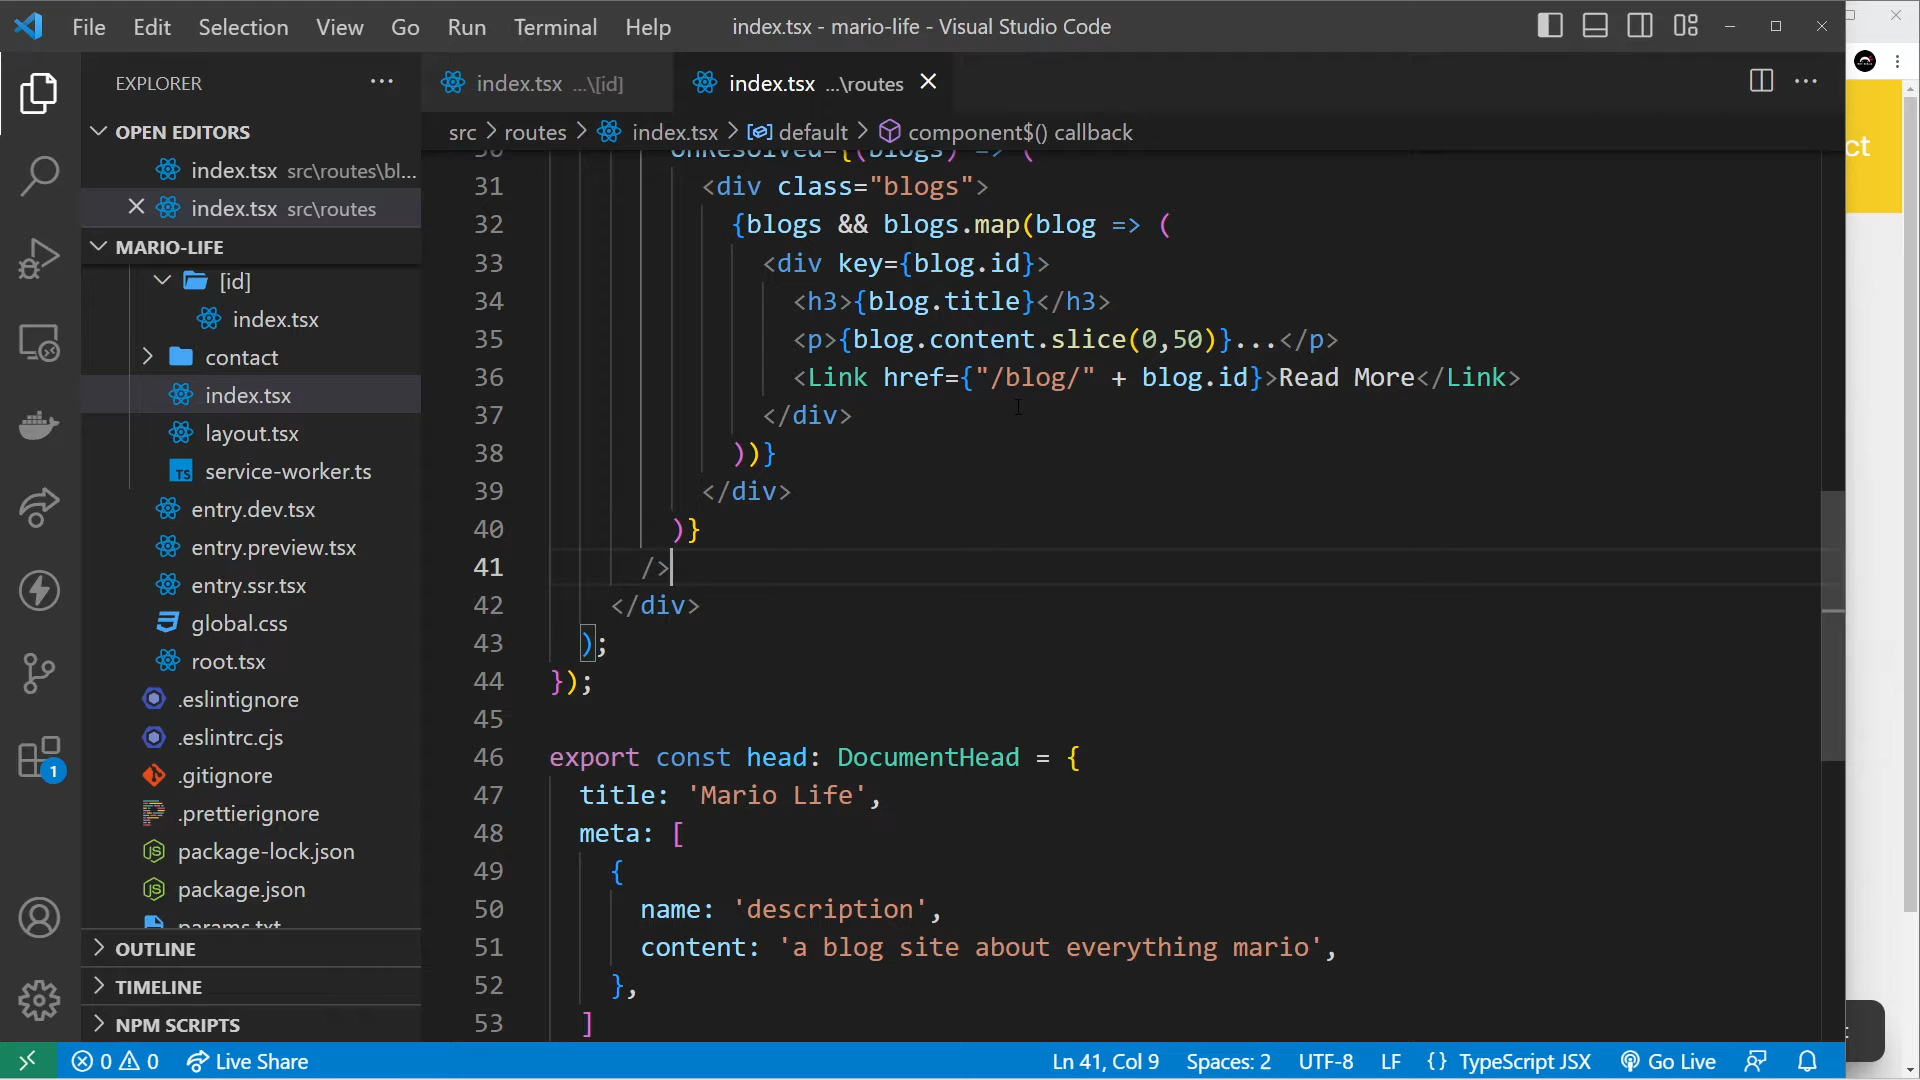 File Edit Selection View Go Run Terminal Help
index.tsx - mario-life - Visual Studio Code
EXPLORER
index.tsx ...\[id]
index.tsx ...\routes
OPEN EDITORS
src > routes > index.tsx > default > component$() callback
index.tsx src\routes\bl...
index.tsx src\routes
MARIO-LIFE
[id]
index.tsx
contact
index.tsx
layout.tsx
service-worker.ts
entry.dev.tsx
entry.preview.tsx
entry.ssr.tsx
global.css
root.tsx
.eslintignore
.eslintrc.cjs
.gitignore
.prettierignore
package-lock.json
package.json
params.txt
OUTLINE
TIMELINE
NPM SCRIPTS
30 onResolved={(blogs) => (
31 <div class="blogs">
32 {blogs && blogs.map(blog => (
33 <div key={blog.id}>
34 <h3>{blog.title}</h3>
35 <p>{blog.content.slice(0,50)}...</p>
36 <Link href={"/blog/" + blog.id}>Read More</Link>
37 </div>
38 ))}
39 </div>
40 )}
41 />
42 </div>
43 );
44 });
45
46 export const head: DocumentHead = {
47 title: 'Mario Life',
48 meta: [
49 {
50 name: 'description',
51 content: 'a blog site about everything mario',
52 },
53 ]
ct
1
0 0 Live Share
Ln 41, Col 9 Spaces: 2 UTF-8 LF {} TypeScript JSX Go Live